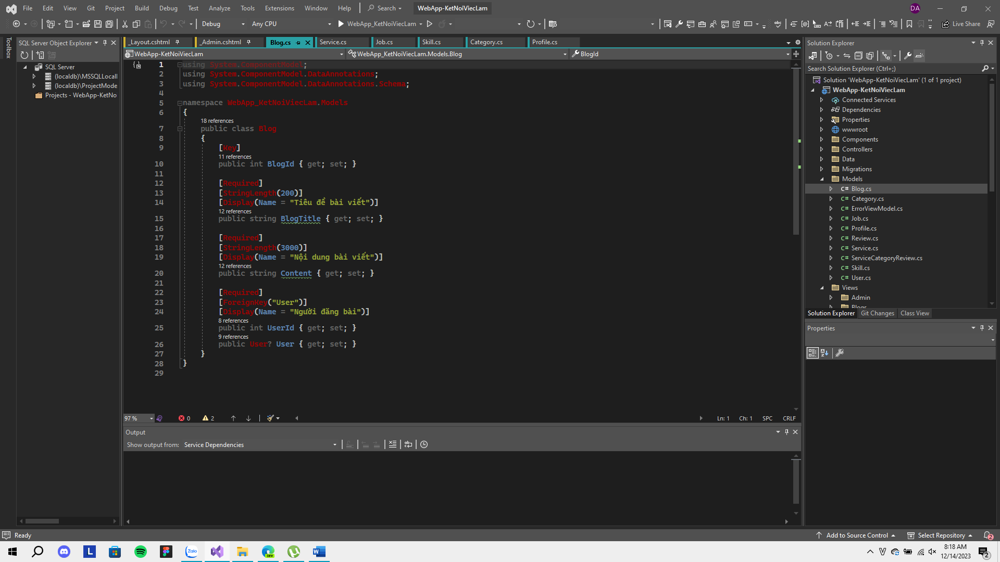 File Edit View Git Project Build Debug Test Analyze Tools Extensions Window Help Search WebApp-KetNoiViecLam DA
Debug Any CPU WebApp_KetNoiViecLam Live Share
Toolbox
SQL Server Object Explorer
SQL Server
(localdb)\MSSQLLocall
(localdb)\ProjectMode
Projects - WebApp-KetNo
_Layout.cshtml _Admin.cshtml Blog.cs Service.cs Job.cs Skill.cs Category.cs Profile.cs
WebApp-KetNoiViecLam WebApp_KetNoiViecLam.Models.Blog BlogId
1 using System.ComponentModel;
2 using System.ComponentModel.DataAnnotations;
3 using System.ComponentModel.DataAnnotations.Schema;
4
5 namespace WebApp_KetNoiViecLam.Models
6 {
18 references
7 public class Blog
8 {
9 [Key]
11 references
10 public int BlogId { get; set; }
11
12 [Required]
13 [StringLength(200)]
14 [Display(Name = "Tiêu đề bài viết")]
12 references
15 public string BlogTitle { get; set; }
16
17 [Required]
18 [StringLength(3000)]
19 [Display(Name = "Nội dung bài viết")]
12 references
20 public string Content { get; set; }
21
22 [Required]
23 [ForeignKey("User")]
24 [Display(Name = "Người đăng bài")]
8 references
25 public int UserId { get; set; }
9 references
26 public User? User { get; set; }
27 }
28 }
29
97 % 0 2 Ln: 1 Ch: 1 SPC CRLF
Output
Show output from: Service Dependencies
Solution Explorer
Search Solution Explorer (Ctrl+;)
Solution 'WebApp-KetNoiViecLam' (1 of 1 project)
WebApp-KetNoiViecLam
Connected Services
Dependencies
Properties
wwwroot
Components
Controllers
Data
Migrations
Models
C# Blog.cs
C# Category.cs
C# ErrorViewModel.cs
C# Job.cs
C# Profile.cs
C# Review.cs
C# Service.cs
C# ServiceCategoryReview.cs
C# Skill.cs
C# User.cs
Views
Admin
Blogs
Solution Explorer Git Changes Class View
Properties
Ready Add to Source Control Select Repository 2
L Zalo DEV W 8:18 AM
12/14/2023 2